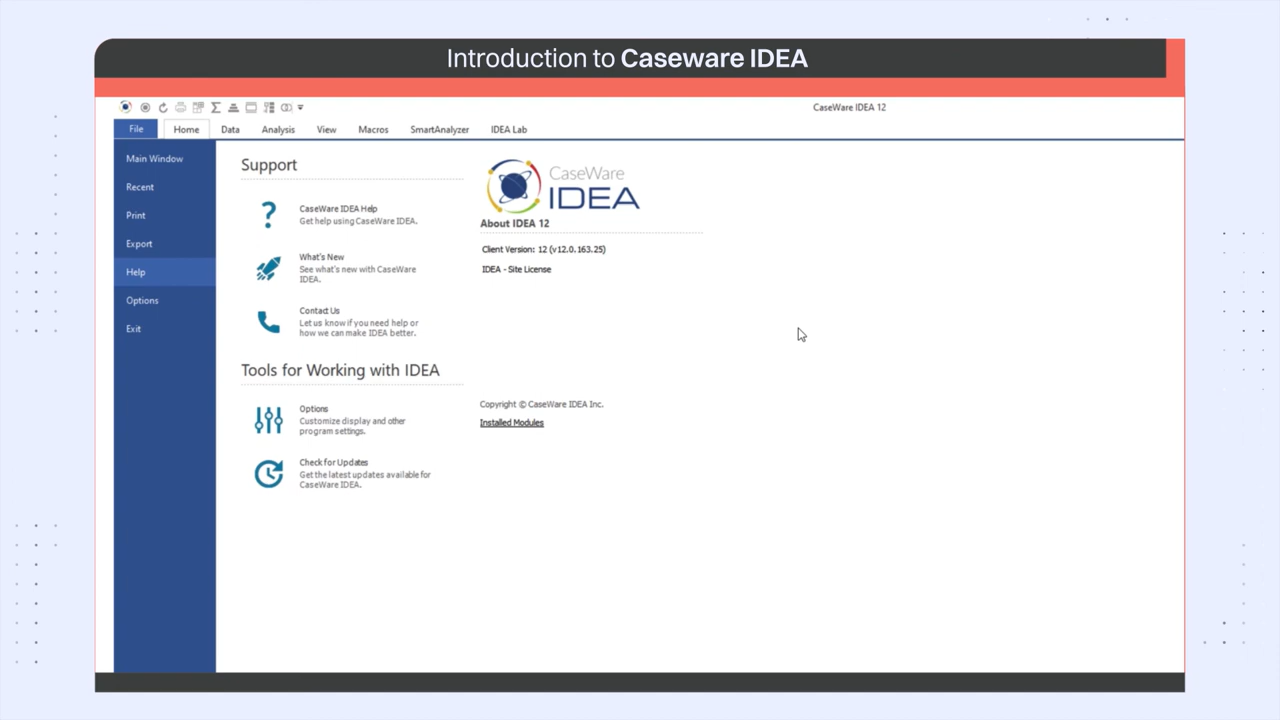 Introduction to Caseware IDEA
CaseWare IDEA 12
File Home Data Analysis View Macros SmartAnalyzer IDEA Lab
Main Window
Recent
Print
Export
Help
Options
Exit
Support
CaseWare IDEA Help
Get help using CaseWare IDEA.
What's New
See what's new with CaseWare
IDEA.
Contact Us
Let us know if you need help or
how we can make IDEA better.
Tools for Working with IDEA
Options
Customize display and other
program settings.
Check for Updates
Get the latest updates available for
CaseWare IDEA.
CaseWare
IDEA
About IDEA 12
Client Version: 12 (v12.0.163.25)
IDEA - Site License
Copyright © CaseWare IDEA Inc.
Installed Modules